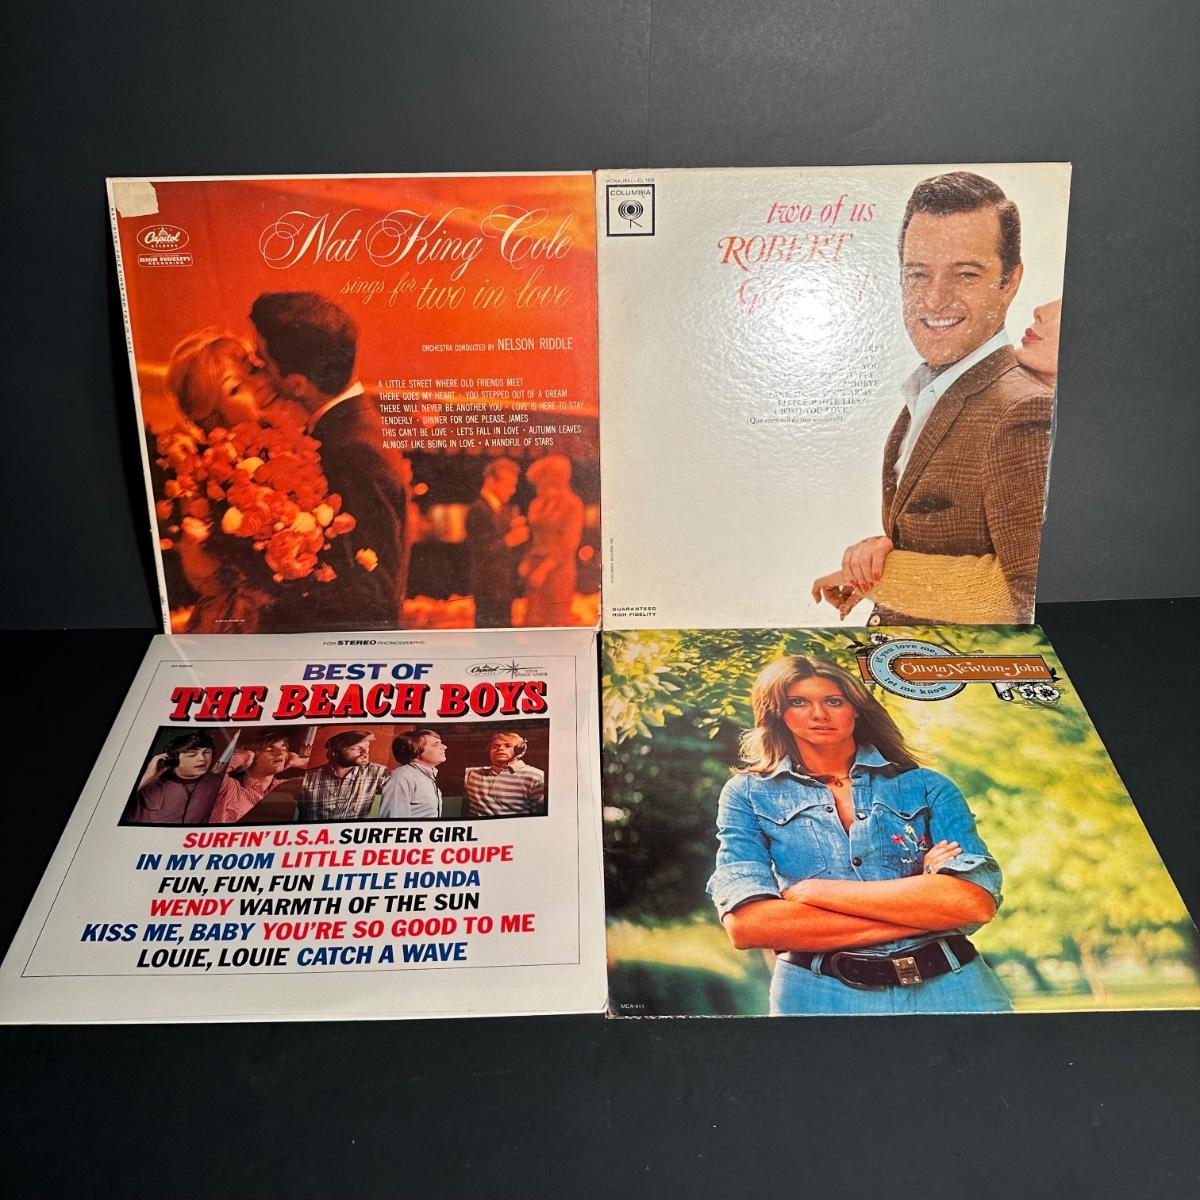 Capitol
RECORDS
HIGH FIDELITY
RECORDING
Nat King Cole
sings for two in love
ORCHESTRA CONDUCTED BY NELSON RIDDLE
A LITTLE STREET WHERE OLD FRIENDS MEET
THERE GOES MY HEART · YOU STEPPED OUT OF A DREAM
THERE WILL NEVER BE ANOTHER YOU · LOVE IS HERE TO STAY
TENDERLY · DINNER FOR ONE PLEASE, JAMES
THIS CAN'T BE LOVE · LET'S FALL IN LOVE · AUTUMN LEAVES
ALMOST LIKE BEING IN LOVE · A HANDFUL OF STARS
COLUMBIA
two of us
ROBERT
YOU
LITTLE WHITE LIES
I WISH YOU LOVE
GUARANTEED
HIGH FIDELITY
FOR STEREO PHONOGRAPHS
BEST OF
Capitol
THE BEACH BOYS
SURFIN' U.S.A. SURFER GIRL
IN MY ROOM LITTLE DEUCE COUPE
FUN, FUN, FUN LITTLE HONDA
WENDY WARMTH OF THE SUN
KISS ME, BABY YOU'RE SO GOOD TO ME
LOUIE, LOUIE CATCH A WAVE
if you love me,
Olivia Newton-John
let me know
MCA-411